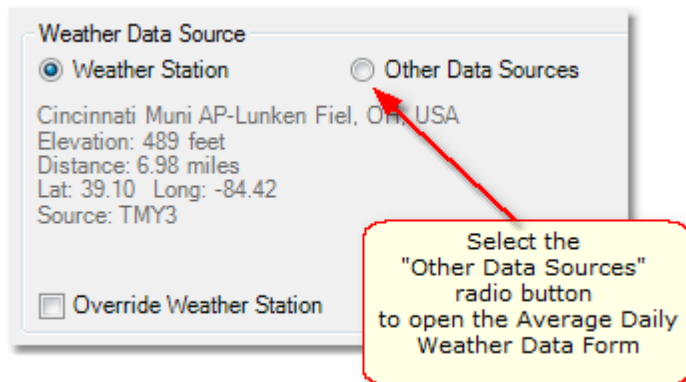 Weather Data Source
Weather Station
Other Data Sources
Cincinnati Muni AP-Lunken Fiel, OH, USA
Elevation: 489 feet
Distance: 6.98 miles
Lat: 39.10 Long: -84.42
Source: TMY3
Override Weather Station
Select the
"Other Data Sources"
radio button
to open the Average Daily
Weather Data Form